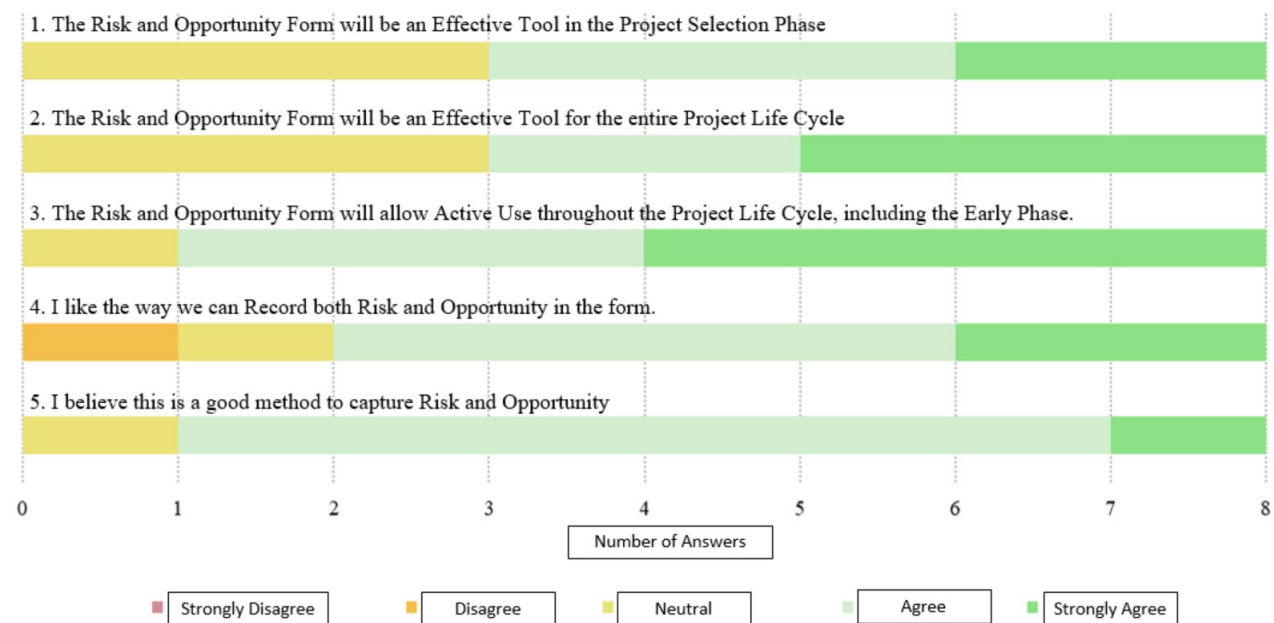 1. The Risk and Opportunity Form will be an Effective Tool in the Project Selection Phase
2. The Risk and Opportunity Form will be an Effective Tool for the entire Project Life Cycle
3. The Risk and Opportunity Form will allow Active Use throughout the Project Life Cycle, including the Early Phase.
4. I like the way we can Record both Risk and Opportunity in the form.
5. I believe this is a good method to capture Risk and Opportunity
0 1 2 3 4 5 6 7 8
Number of Answers
Strongly Disagree Disagree Neutral Agree Strongly Agree